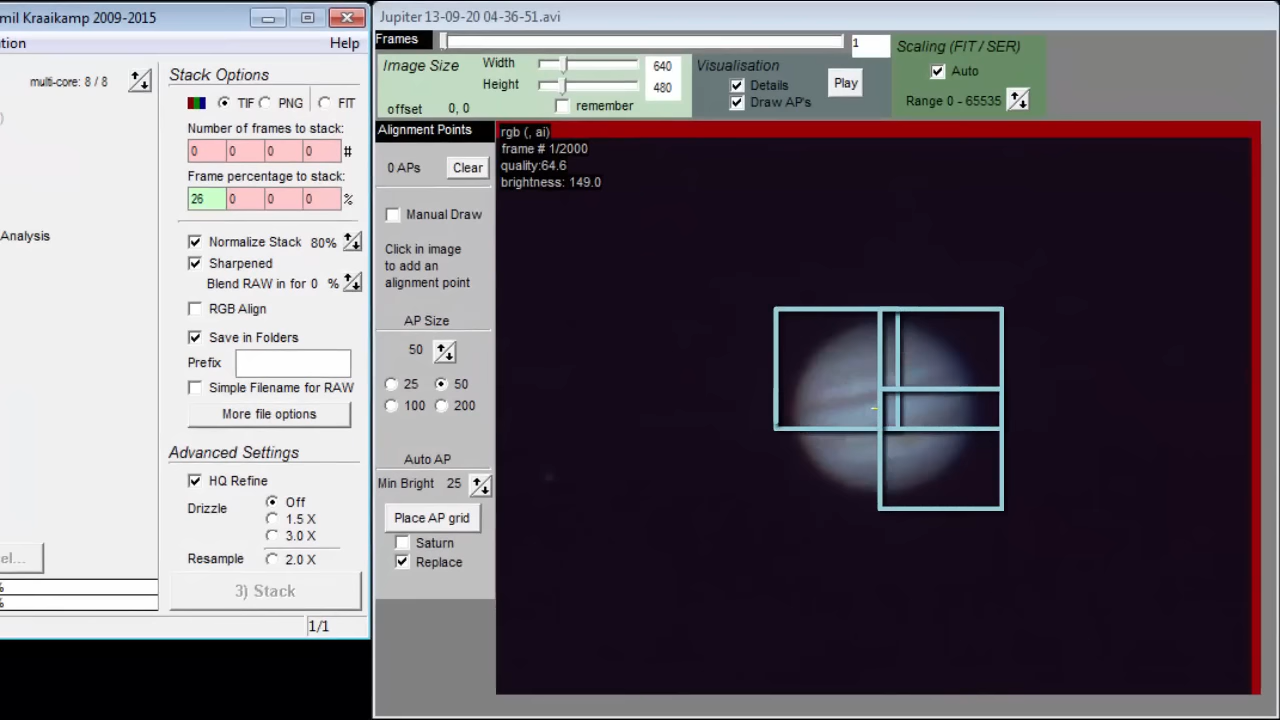 mil Kraaikamp 2009-2015
tion
Help
multi-core: 8 / 8
Analysis
el...
%
%
1/1
Stack Options
TIF
PNG
FIT
Number of frames to stack:
0 0 0 0 #
Frame percentage to stack:
26 0 0 0 %
Normalize Stack 80%
Sharpened
Blend RAW in for 0 %
RGB Align
Save in Folders
Prefix
Simple Filename for RAW
More file options
Advanced Settings
HQ Refine
Drizzle
Off
1.5 X
3.0 X
Resample
2.0 X
3) Stack
Jupiter 13-09-20 04-36-51.avi
Frames
1
Image Size
Width 640
Height 480
offset 0, 0
remember
Visualisation
Details
Draw AP's
Play
Scaling (FIT / SER)
Auto
Range 0 - 65535
Alignment Points
0 APs
Clear
Manual Draw
Click in image
to add an
alignment point
AP Size
50
25
50
100
200
Auto AP
Min Bright 25
Place AP grid
Saturn
Replace
rgb (, ai)
frame # 1/2000
quality:64.6
brightness: 149.0